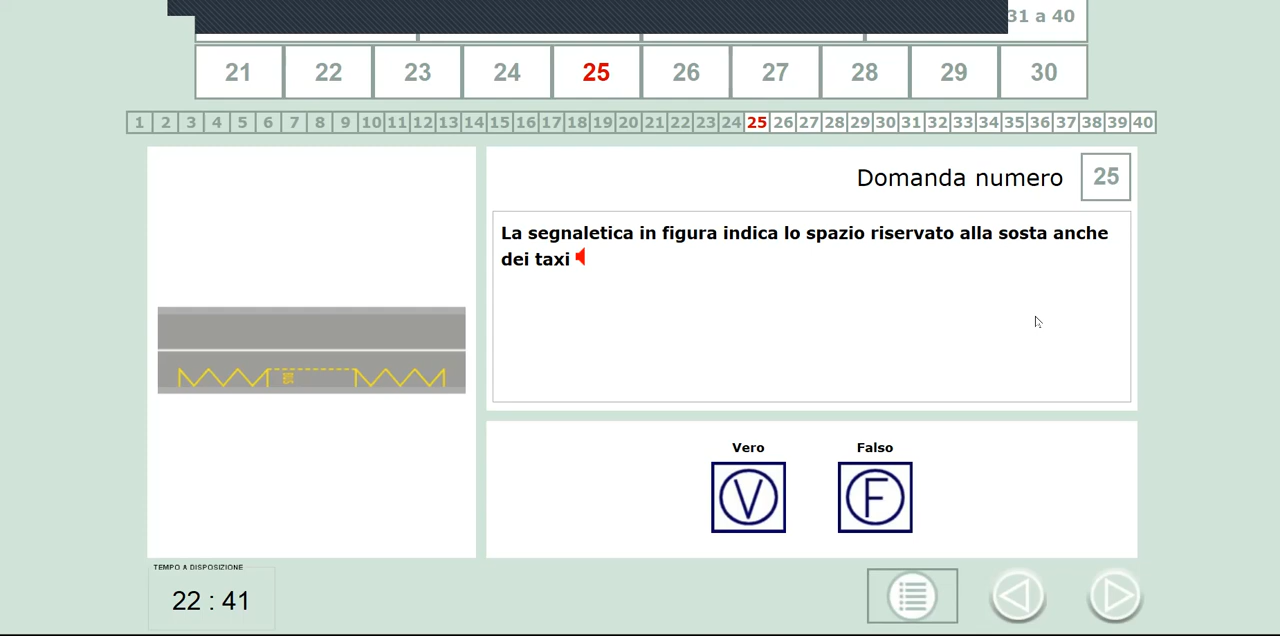 31 a 40
21 22 23 24 25 26 27 28 29 30
1 2 3 4 5 6 7 8 9 10 11 12 13 14 15 16 17 18 19 20 21 22 23 24 25 26 27 28 29 30 31 32 33 34 35 36 37 38 39 40
Domanda numero 25
La segnaletica in figura indica lo spazio riservato alla sosta anche
dei taxi
BUS
Vero Falso
V F
TEMPO A DISPOSIZIONE
22 : 41